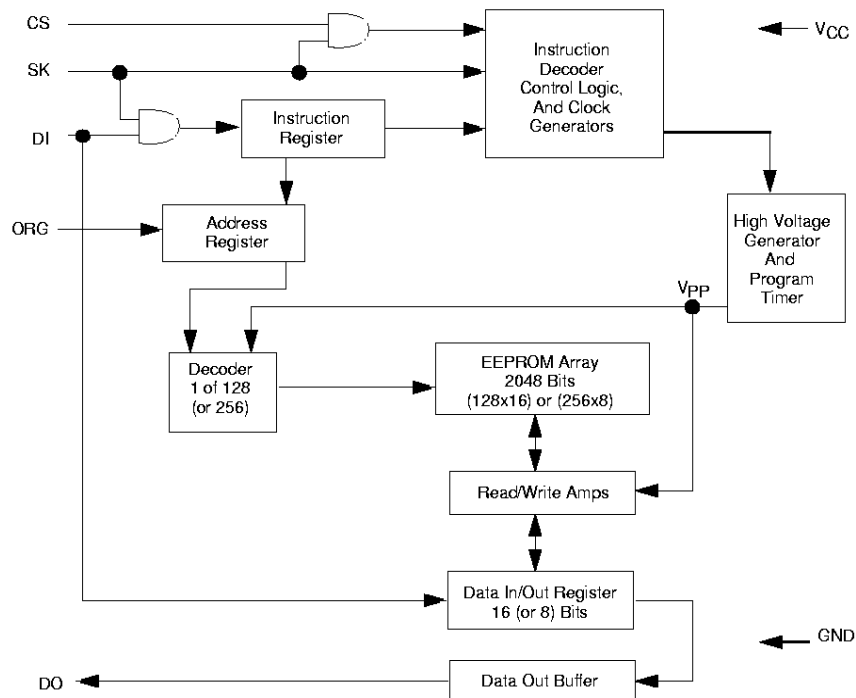 CS
SK
DI
ORG
Instruction
Decoder
Control Logic,
And Clock
Generators
VCC
Instruction
Register
Address
Register
High Voltage
Generator
And
Program
Timer
VPP
Decoder
1 of 128
(or 256)
EEPROM Array
2048 Bits
(128x16) or (256x8)
Read/Write Amps
Data In/Out Register
16 (or 8) Bits
GND
DO
Data Out Buffer